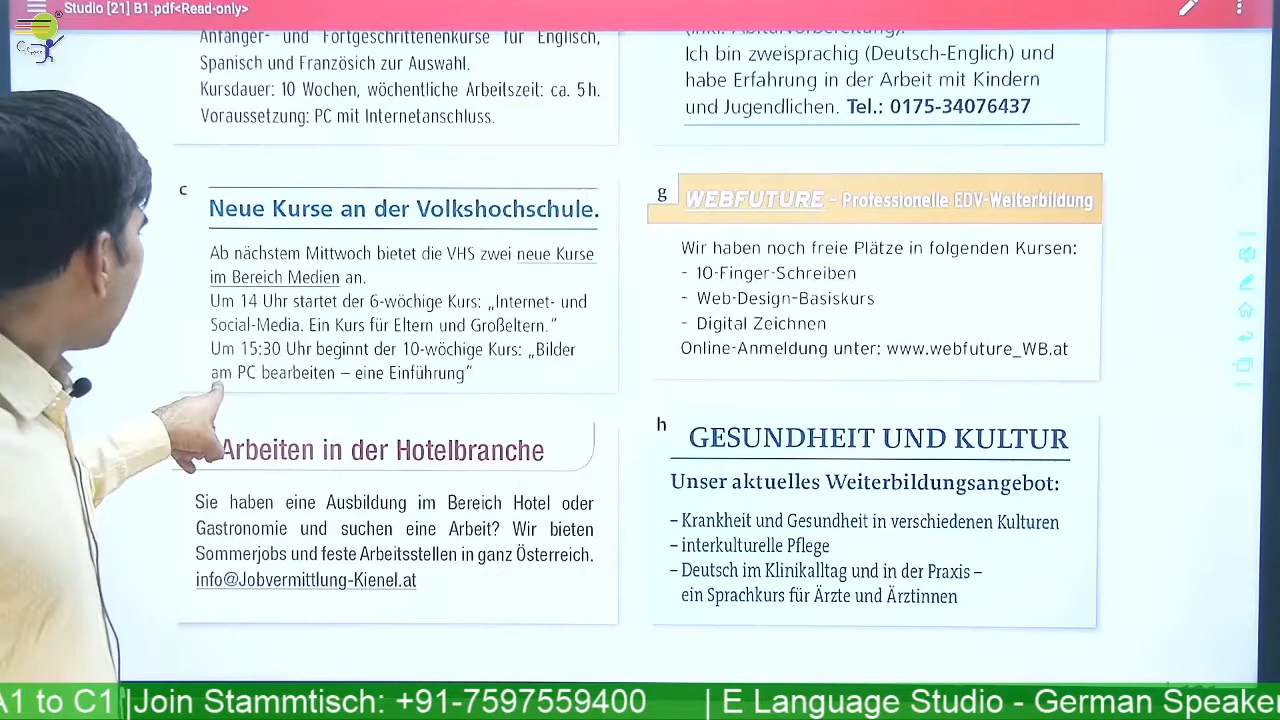 Studio [21] B1.pdf<Read-only>
Anfänger- und Fortgeschrittenenkurse für Englisch,
Spanisch und Französich zur Auswahl.
Kursdauer: 10 Wochen, wöchentliche Arbeitszeit: ca. 5 h.
Voraussetzung: PC mit Internetanschluss.
(inkl. Abiturvorbereitung).
Ich bin zweisprachig (Deutsch-Englich) und
habe Erfahrung in der Arbeit mit Kindern
und Jugendlichen. Tel.: 0175-34076437
c
Neue Kurse an der Volkshochschule.
Ab nächstem Mittwoch bietet die VHS zwei neue Kurse
im Bereich Medien an.
Um 14 Uhr startet der 6-wöchige Kurs: „Internet- und
Social-Media. Ein Kurs für Eltern und Großeltern."
Um 15:30 Uhr beginnt der 10-wöchige Kurs: „Bilder
am PC bearbeiten – eine Einführung"
g
WEBFUTURE - Professionelle EDV-Weiterbildung
Wir haben noch freie Plätze in folgenden Kursen:
- 10-Finger-Schreiben
- Web-Design-Basiskurs
- Digital Zeichnen
Online-Anmeldung unter: www.webfuture_WB.at
Arbeiten in der Hotelbranche
Sie haben eine Ausbildung im Bereich Hotel oder
Gastronomie und suchen eine Arbeit? Wir bieten
Sommerjobs und feste Arbeitsstellen in ganz Österreich.
info@Jobvermittlung-Kienel.at
h
GESUNDHEIT UND KULTUR
Unser aktuelles Weiterbildungsangebot:
– Krankheit und Gesundheit in verschiedenen Kulturen
– interkulturelle Pflege
– Deutsch im Klinikalltag und in der Praxis –
ein Sprachkurs für Ärzte und Ärztinnen
A1 to C1 |Join Stammtisch: +91-7597559400 | E Language Studio - German Speaker